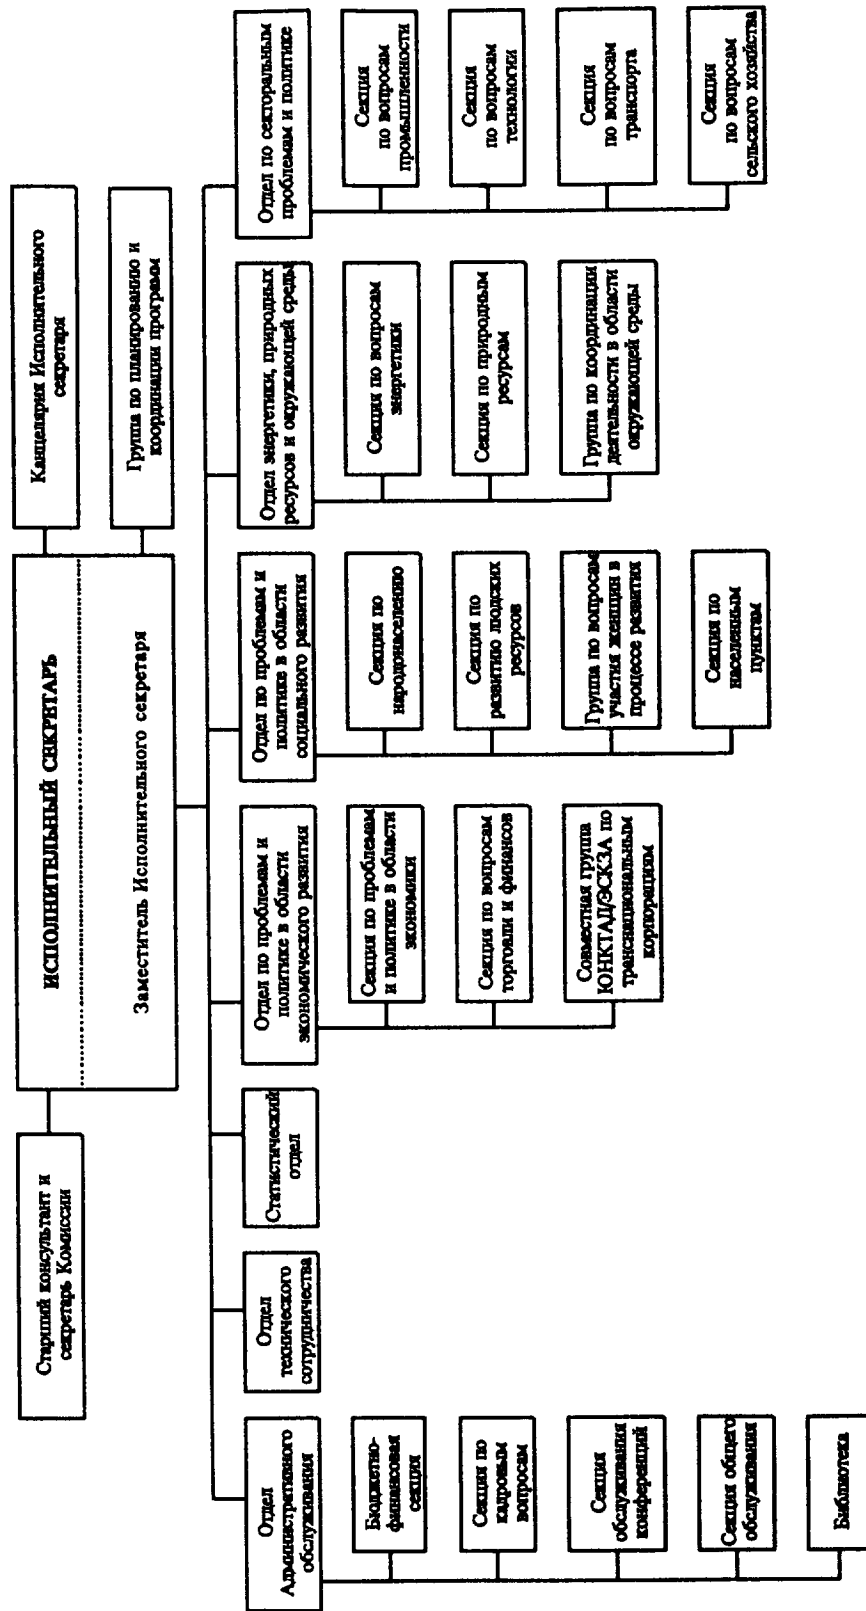 Старший консультант и
секретарь Комиссии
ИСПОЛНИТЕЛЬНЫЙ СЕКРЕТАРЬ
Заместитель Исполнительного секретаря
Канцелярия Исполнительного
секретаря
Группа по планированию и
координации программ
Отдел
Административного
обслуживания
Бюджетно-
финансовая
секция
Секция по
кадровым
вопросам
Секция
обслуживания
конференций
Секция общего
обслуживания
Библиотека
Отдел
технического
сотрудничества
Статистический
отдел
Отдел по проблемам и
политике в области
экономического развития
Секция по проблемам
и политике в области
экономики
Секция по вопросам
торговли и финансов
Совместная группа
ЮНКТАД/ЭСКЗА по
транснациональным
корпорациям
Отдел по проблемам и
политике в области
социального развития
Секция по
народонаселению
Секция по
развитию людских
ресурсов
Группа по вопросам
участия женщин в
процессе развития
Секция по
населенным
пунктам
Отдел энергетики, природных
ресурсов и окружающей среды
Секция по вопросам
энергетики
Секция по природным
ресурсам
Группа по координации
деятельности в области
окружающей среды
Отдел по секторальным
проблемам и политике
Секция
по вопросам
промышленности
Секция
по вопросам
технологии
Секция
по вопросам
транспорта
Секция
по вопросам
сельского хозяйства